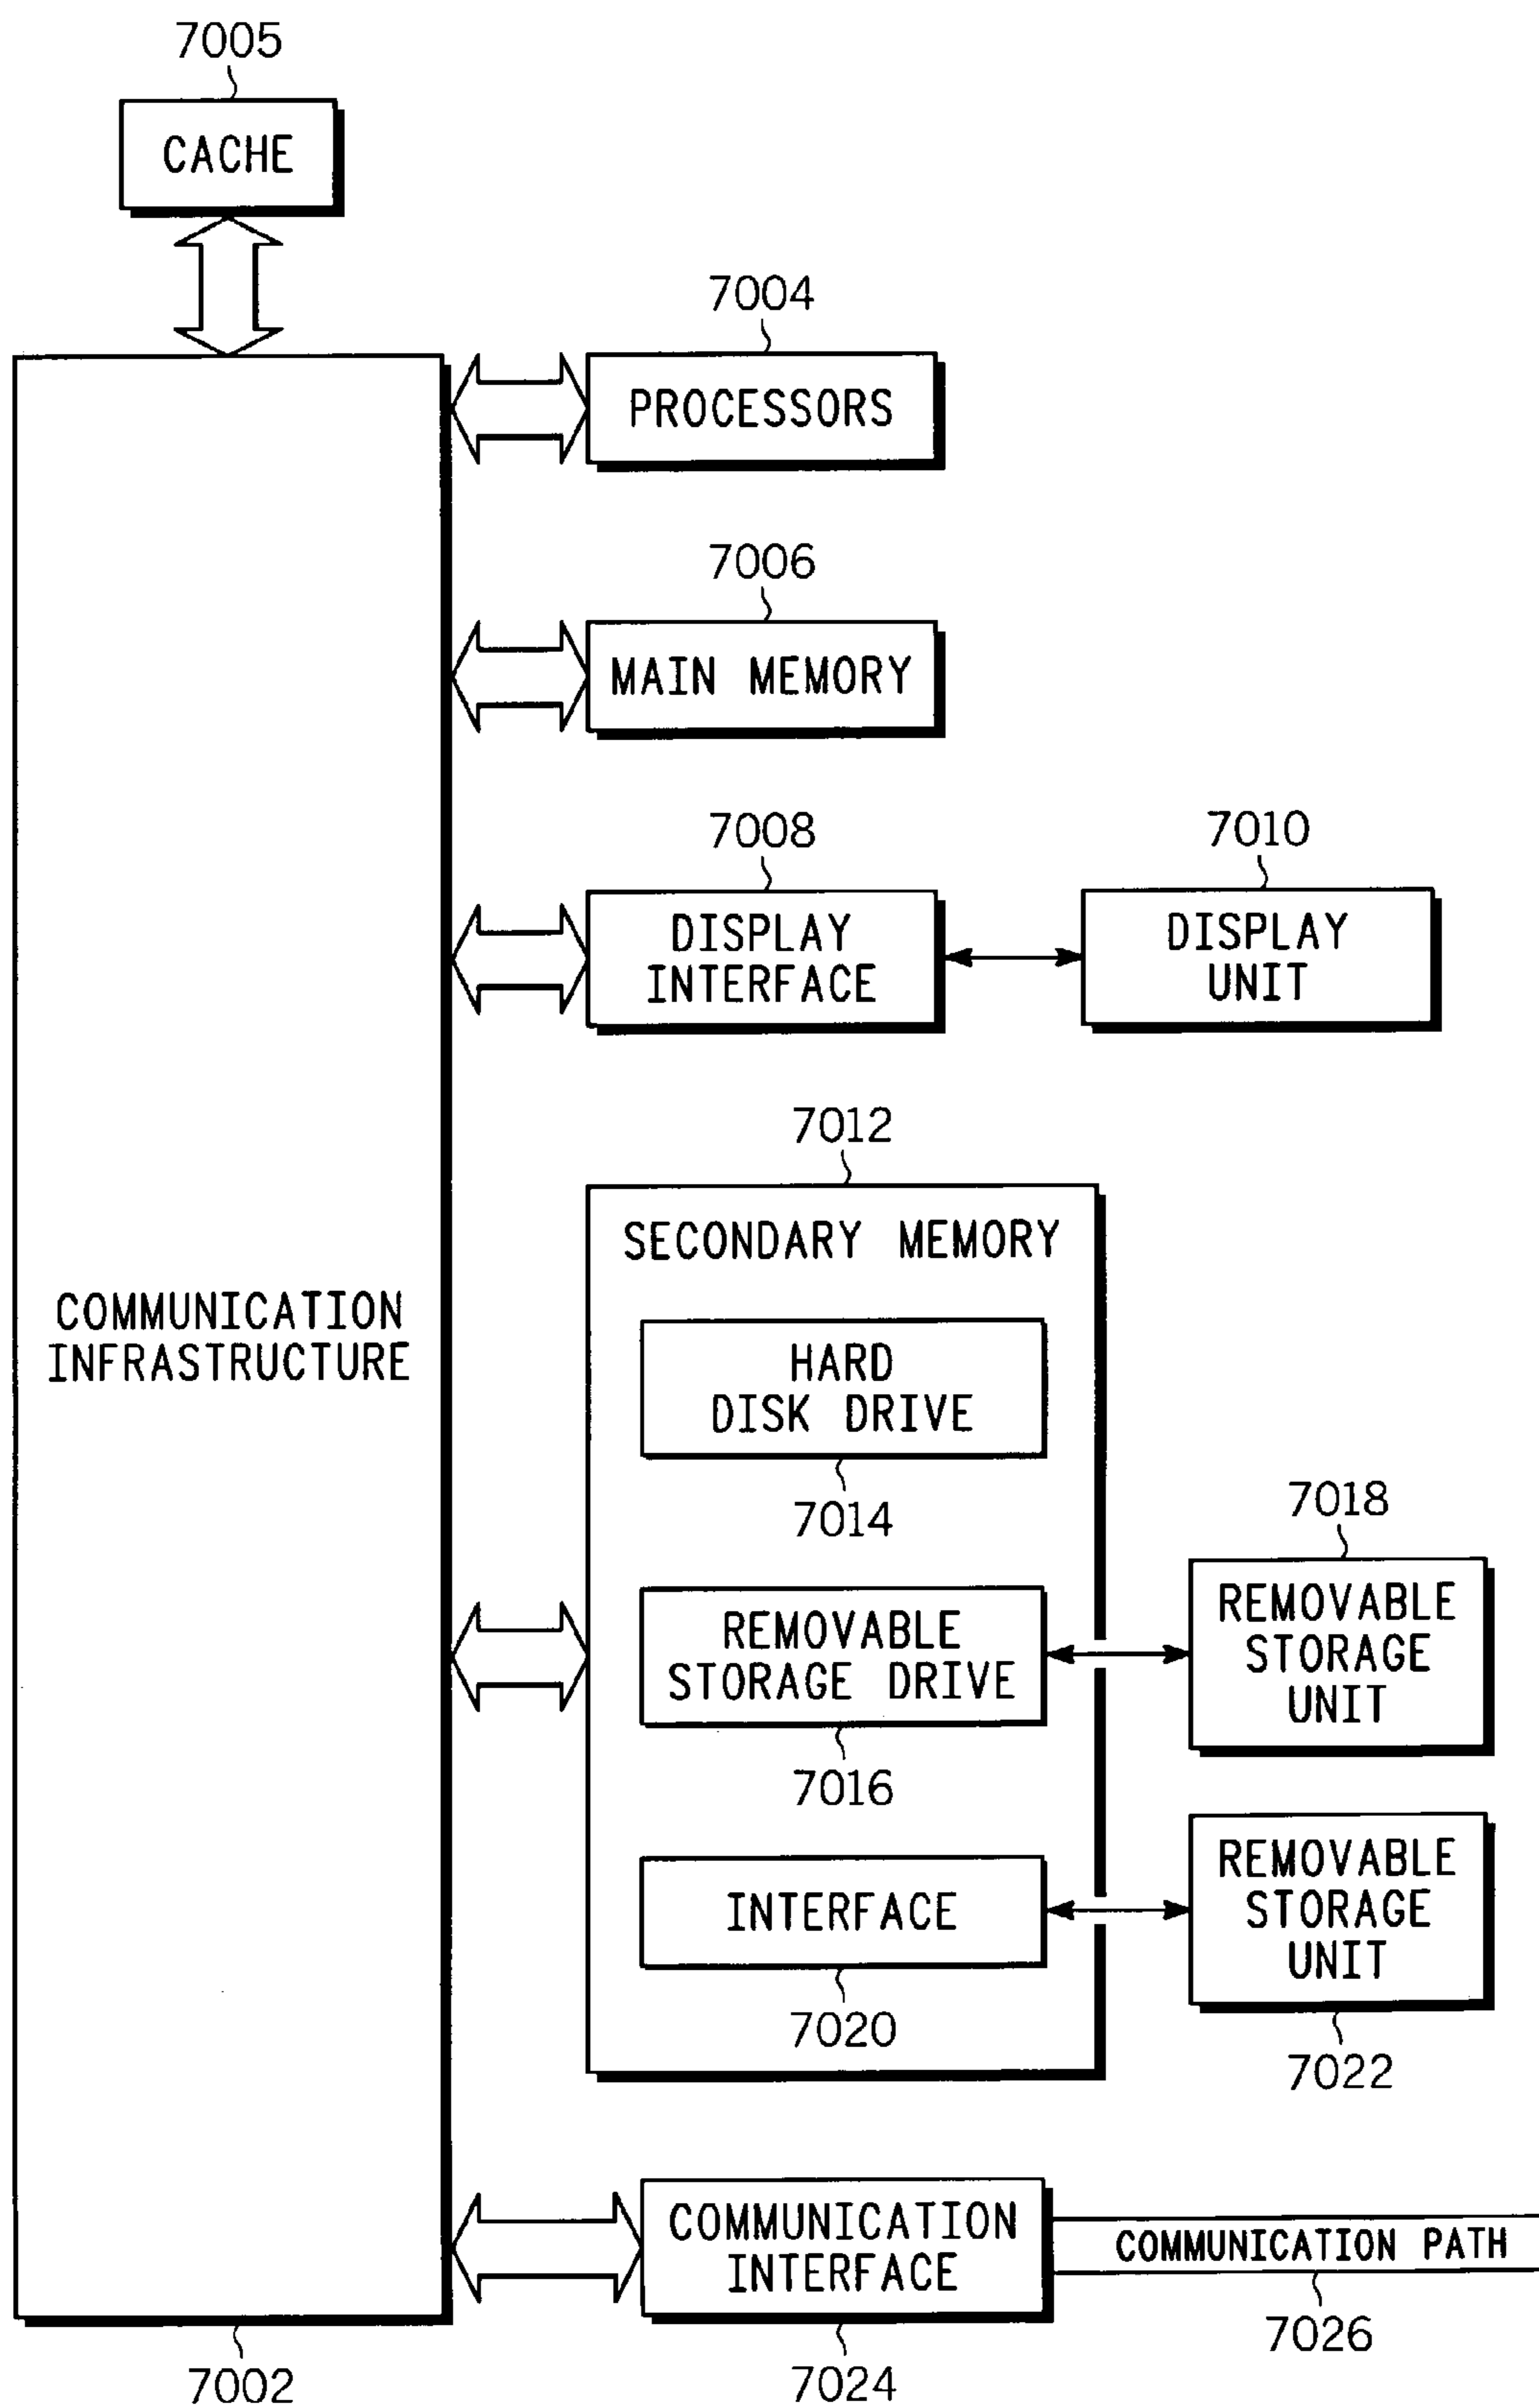 7005
CACHE
7004
PROCESSORS
7006
MAIN MEMORY
7008
DISPLAY
INTERFACE
7010
DISPLAY
UNIT
7012
SECONDARY MEMORY
COMMUNICATION
INFRASTRUCTURE
HARD
DISK DRIVE
7014
REMOVABLE
STORAGE DRIVE
7016
7018
REMOVABLE
STORAGE
UNIT
INTERFACE
7020
REMOVABLE
STORAGE
UNIT
7022
COMMUNICATION
INTERFACE
7024
COMMUNICATION PATH
7026
7002